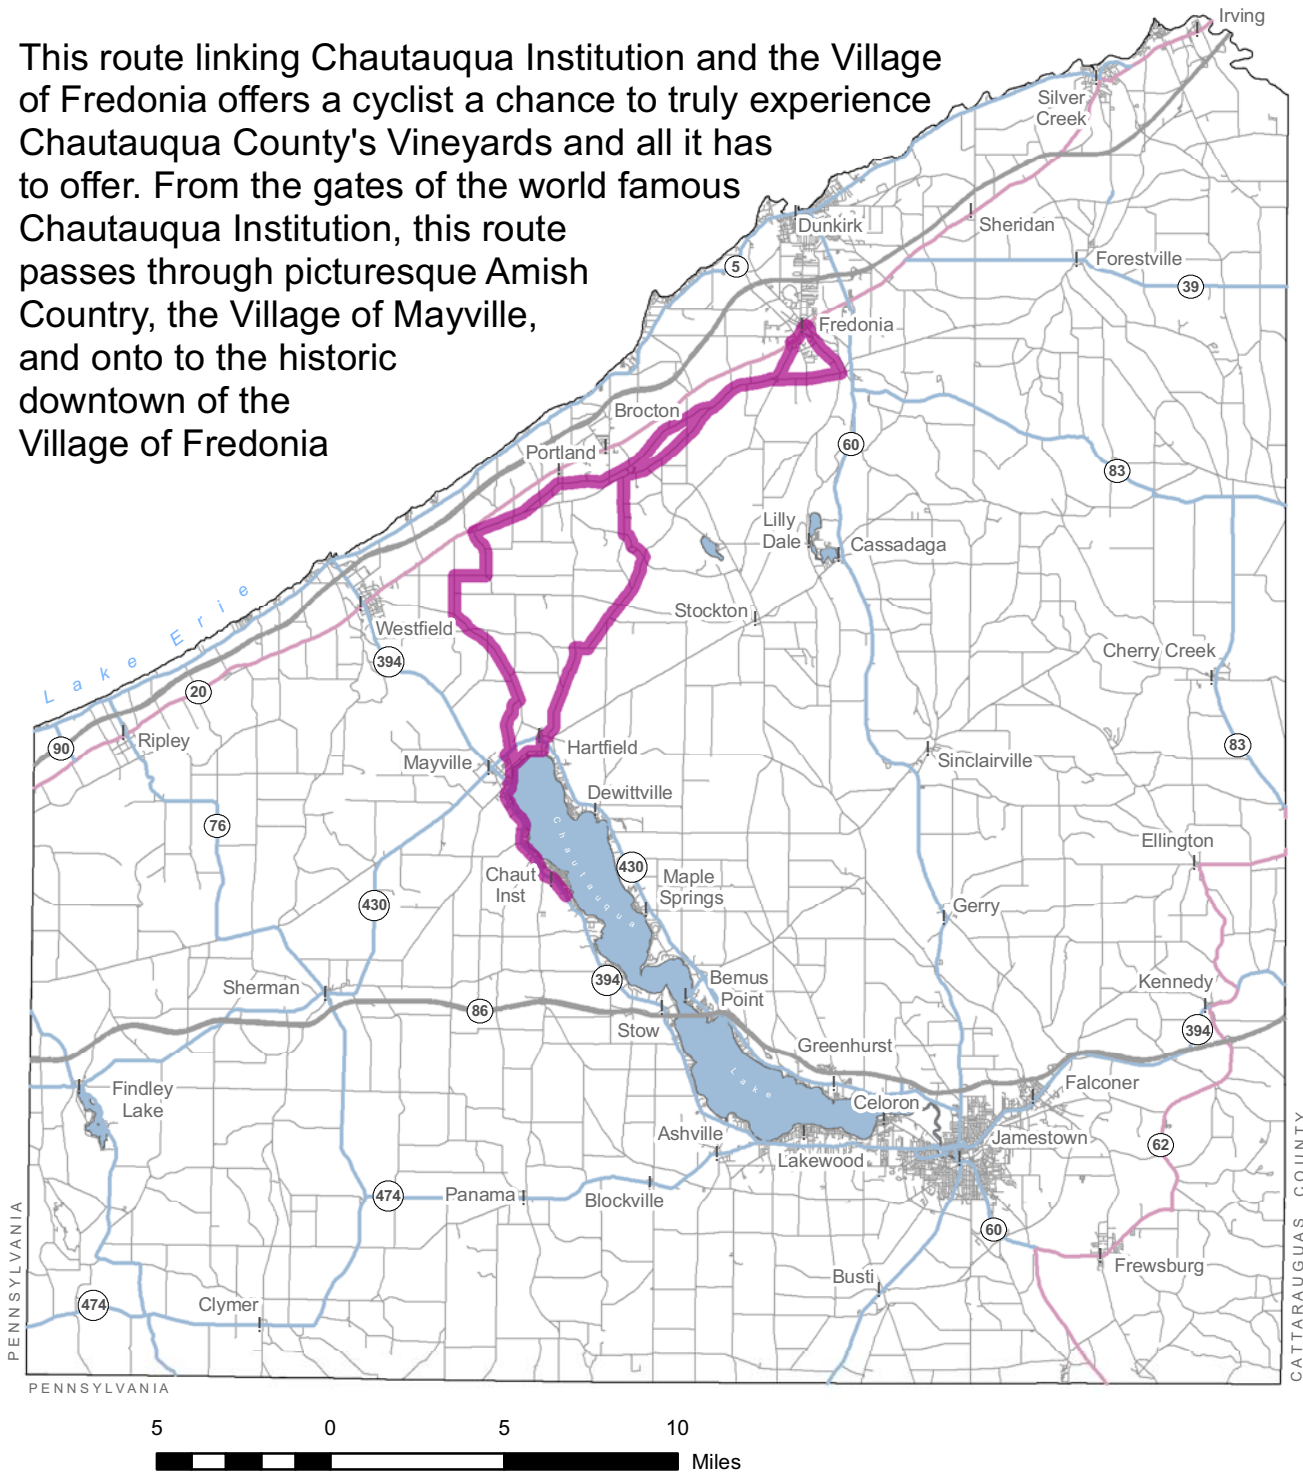 This route linking Chautauqua Institution and the Village
of Fredonia offers a cyclist a chance to truly experience
Chautauqua County's Vineyards and all it has
to offer. From the gates of the world famous
Chautauqua Institution, this route
passes through picturesque Amish
Country, the Village of Mayville,
and onto to the historic
downtown of the
Village of Fredonia
Irving
Silver
Creek
Dunkirk
Sheridan
5
Forestville
39
Fredonia
Brocton
Portland
60
83
Lilly
Dale
Cassadaga
Lake Erie
Stockton
Westfield
394
Cherry Creek
20
90
Ripley
Mayville
Hartfield
83
Sinclairville
Dewittville
76
Chautauqua
Ellington
430
Chaut
Inst
Maple
Springs
430
Gerry
394
Bemus
Point
Sherman
Kennedy
86
Stow
394
Greenhurst
Findley
Lake
Lake
Falconer
Celoron
Ashville
Jamestown
62
Lakewood
474
Panama
Blockville
60
Busti
Frewsburg
474
Clymer
PENNSYLVANIA
PENNSYLVANIA
CATTARAUGUAS COUNTY
5 0 5 10
Miles